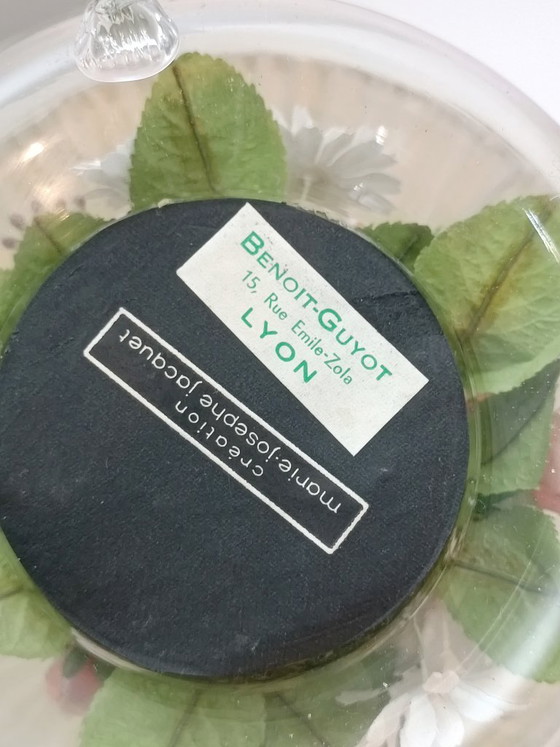 BENOIT-GUYOT
15, Rue Emile-Zola
LYON
création
marie-josephe jacquet